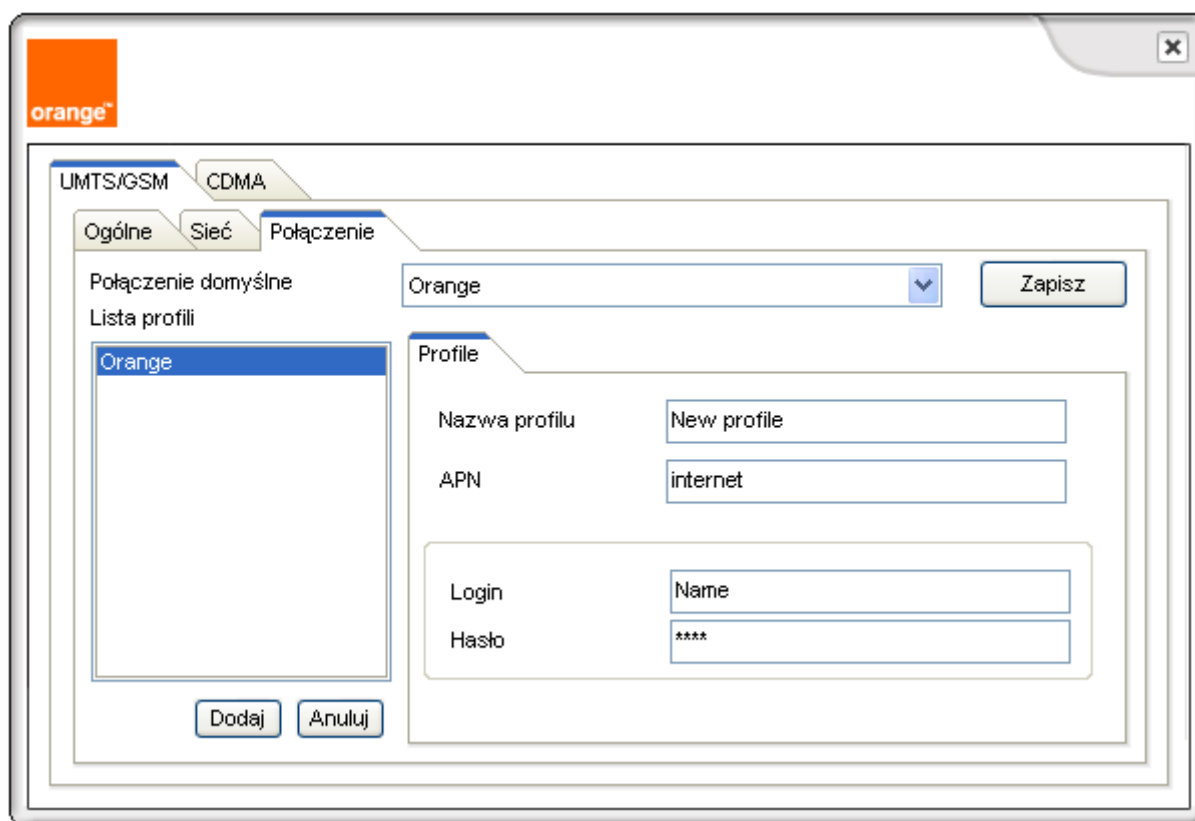 orange™
UMTS/GSM
CDMA
Ogólne
Sieć
Połączenie
Połączenie domyślne
Orange
Zapisz
Lista profili
Orange
Profile
Nazwa profilu
New profile
APN
internet
Login
Name
Hasło
****
Dodaj
Anuluj